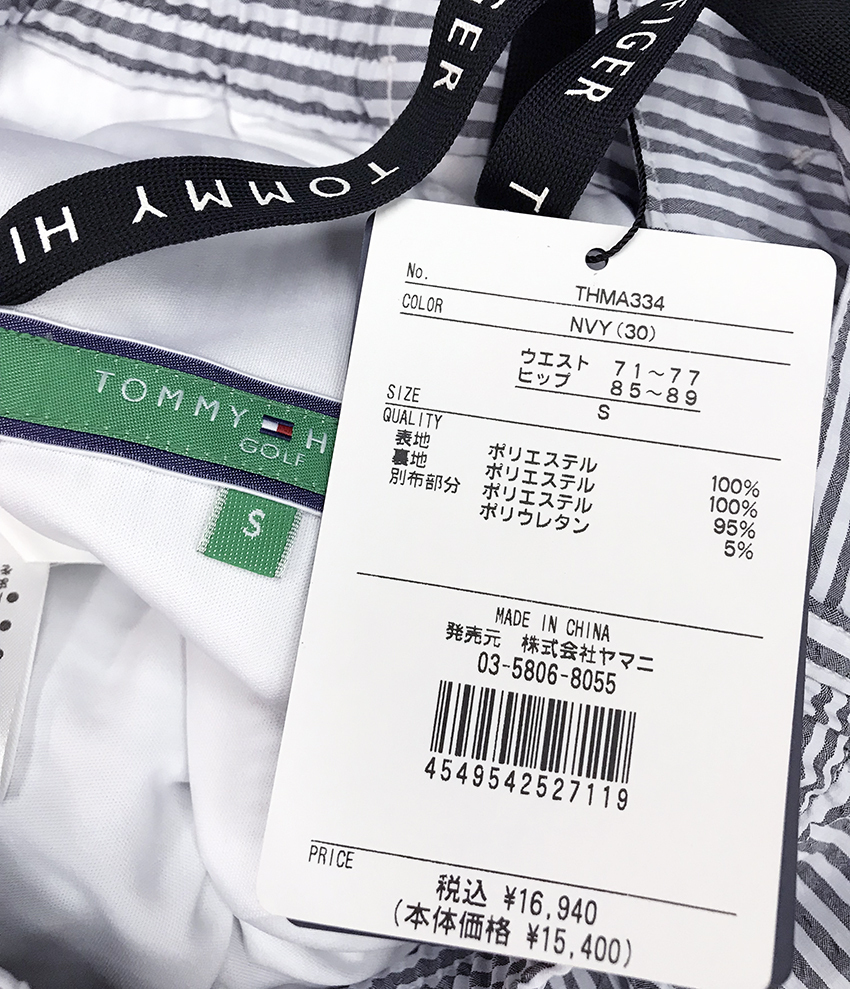 TOMMY HI
GER
FIGER
T
TOMMY H
GOLF
S
No. THMA334
COLOR NVY(30)
ウエスト 71～77
ヒップ 85～89
SIZE S
QUALITY
表地 ポリエステル 100%
裏地 ポリエステル 100%
別布部分 ポリエステル 95%
ポリウレタン 5%
MADE IN CHINA
発売元 株式会社ヤマニ
03-5806-8055
4549542527119
PRICE
税込 ¥16,940
(本体価格 ¥15,400)